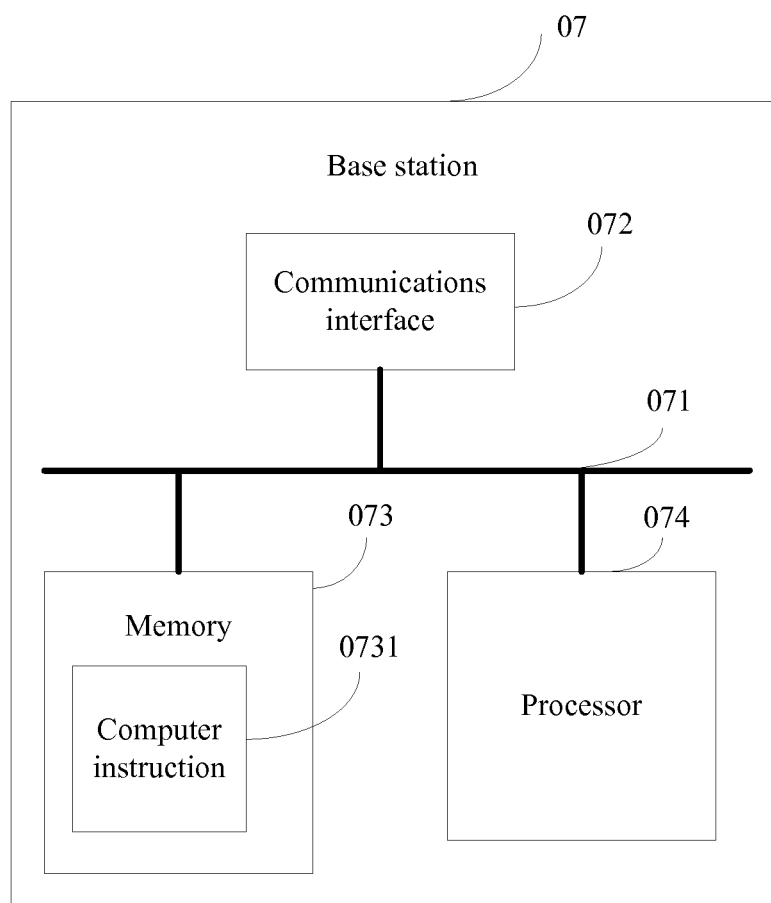 07
Base station
072
Communications
interface
071
073
074
Memory
0731
Processor
Computer
instruction